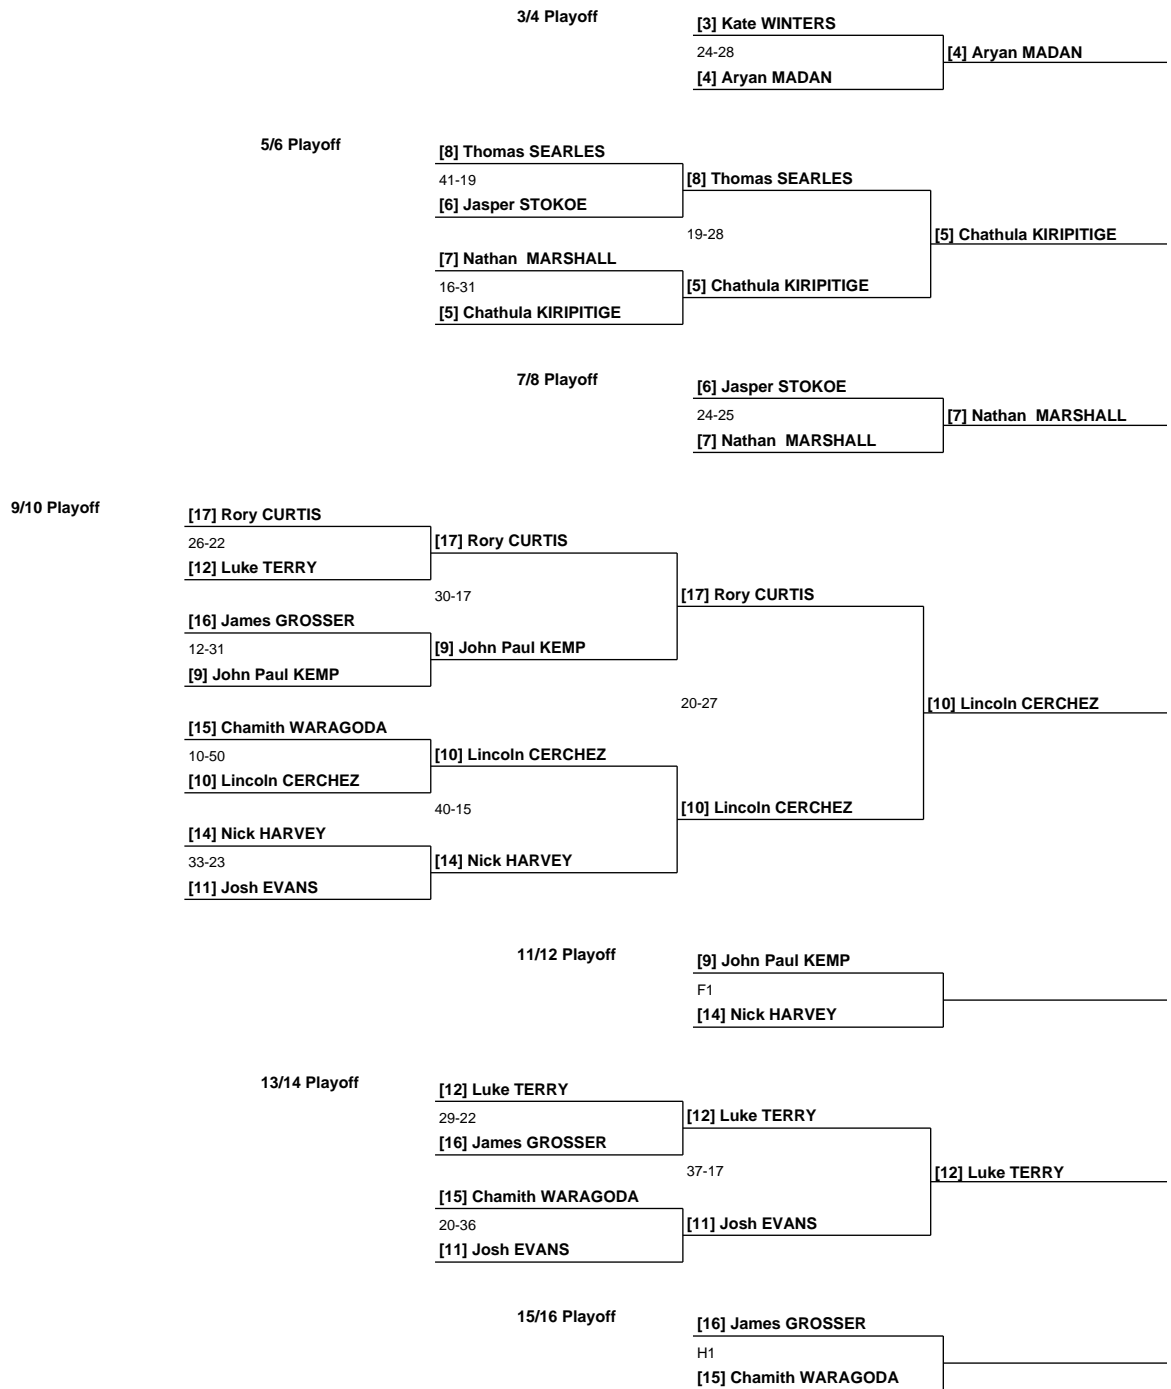 3/4 Playoff
[3] Kate WINTERS
24-28
[4] Aryan MADAN
[4] Aryan MADAN
5/6 Playoff
[8] Thomas SEARLES
41-19
[8] Thomas SEARLES
[6] Jasper STOKOE
19-28
[5] Chathula KIRIPITIGE
[7] Nathan  MARSHALL
16-31
[5] Chathula KIRIPITIGE
[5] Chathula KIRIPITIGE
7/8 Playoff
[6] Jasper STOKOE
24-25
[7] Nathan  MARSHALL
[7] Nathan  MARSHALL
9/10 Playoff
[17] Rory CURTIS
26-22
[17] Rory CURTIS
[12] Luke TERRY
30-17
[17] Rory CURTIS
[16] James GROSSER
12-31
[9] John Paul KEMP
[9] John Paul KEMP
20-27
[10] Lincoln CERCHEZ
[15] Chamith WARAGODA
10-50
[10] Lincoln CERCHEZ
[10] Lincoln CERCHEZ
40-15
[10] Lincoln CERCHEZ
[14] Nick HARVEY
33-23
[14] Nick HARVEY
[11] Josh EVANS
11/12 Playoff
[9] John Paul KEMP
F1
[14] Nick HARVEY
13/14 Playoff
[12] Luke TERRY
29-22
[12] Luke TERRY
[16] James GROSSER
37-17
[12] Luke TERRY
[15] Chamith WARAGODA
20-36
[11] Josh EVANS
[11] Josh EVANS
15/16 Playoff
[16] James GROSSER
H1
[15] Chamith WARAGODA